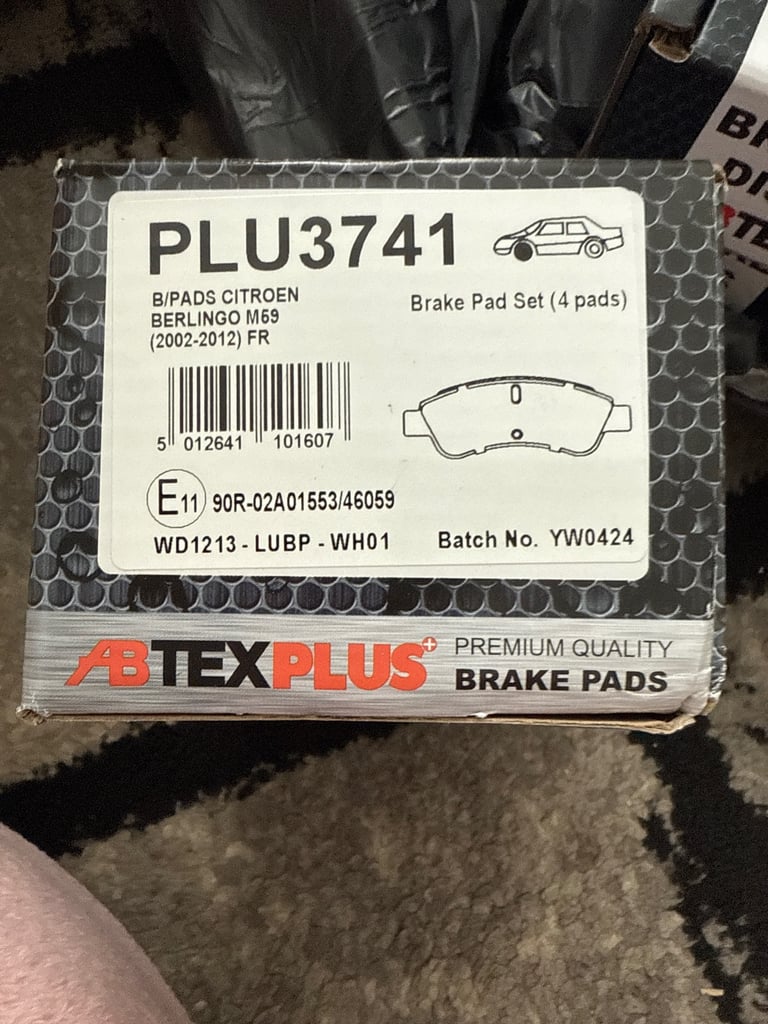 PLU3741
B/PADS CITROEN
BERLINGO M59
(2002-2012) FR
Brake Pad Set (4 pads)
5 012641 101607
E11 90R-02A01553/46059
WD1213 - LUBP - WH01
Batch No. YW0424
ABTEXPLUS+
PREMIUM QUALITY
BRAKE PADS